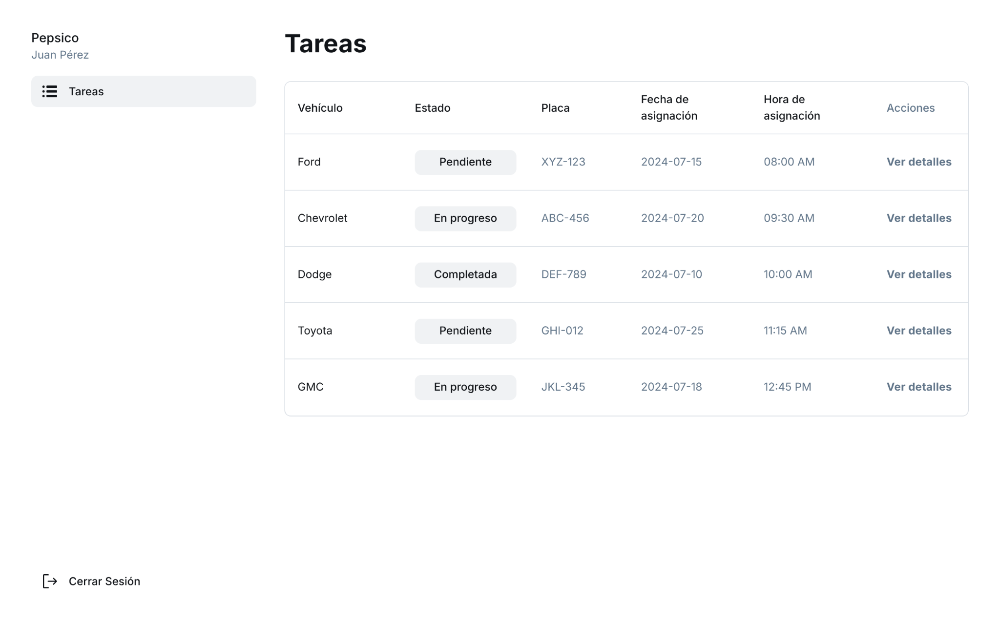 Pepsico
Juan Pérez
Tareas
Cerrar Sesión
Tareas
Vehículo Estado Placa Fecha de asignación Hora de asignación Acciones
Ford Pendiente XYZ-123 2024-07-15 08:00 AM Ver detalles
Chevrolet En progreso ABC-456 2024-07-20 09:30 AM Ver detalles
Dodge Completada DEF-789 2024-07-10 10:00 AM Ver detalles
Toyota Pendiente GHI-012 2024-07-25 11:15 AM Ver detalles
GMC En progreso JKL-345 2024-07-18 12:45 PM Ver detalles